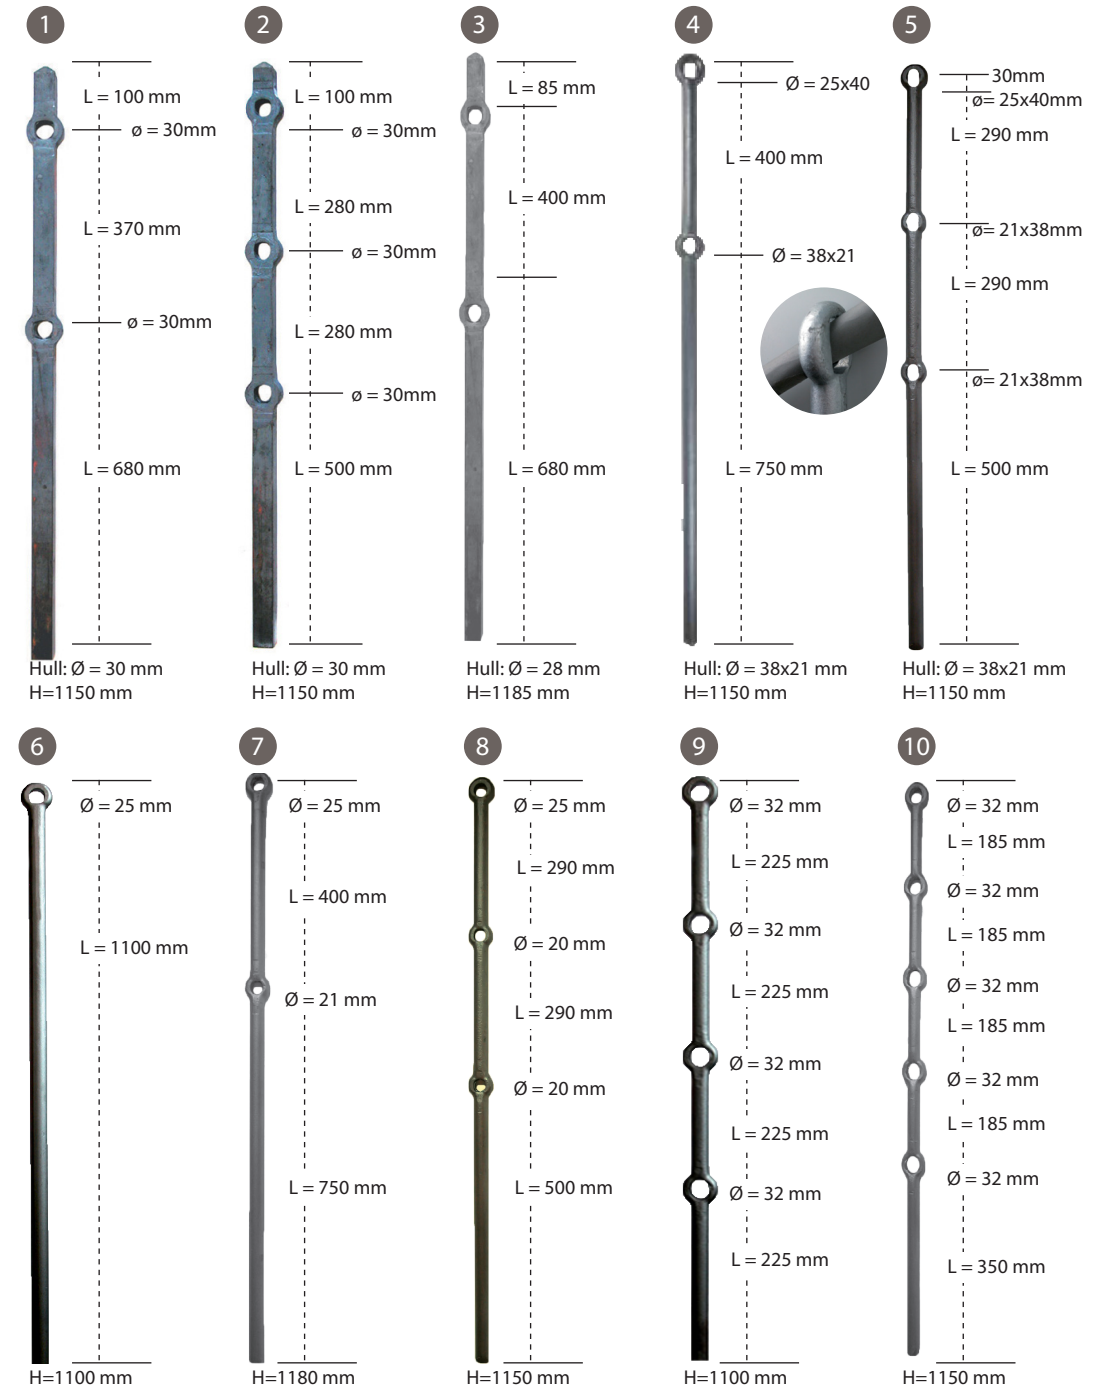 1
L = 100 mm
ø = 30mm
L = 370 mm
ø = 30mm
L = 680 mm
Hull: Ø = 30 mm
H=1150 mm
2
L = 100 mm
ø = 30mm
L = 280 mm
ø = 30mm
L = 280 mm
ø = 30mm
L = 500 mm
Hull: Ø = 30 mm
H=1150 mm
3
L = 85 mm
L = 400 mm
L = 680 mm
Hull: Ø = 28 mm
H=1185 mm
4
Ø = 25x40
L = 400 mm
Ø = 38x21
L = 750 mm
Hull: Ø = 38x21 mm
H=1150 mm
5
30mm
ø= 25x40mm
L = 290 mm
ø= 21x38mm
L = 290 mm
ø= 21x38mm
L = 500 mm
Hull: Ø = 38x21 mm
H=1150 mm
6
Ø = 25 mm
L = 1100 mm
H=1100 mm
7
Ø = 25 mm
L = 400 mm
Ø = 21 mm
L = 750 mm
H=1180 mm
8
Ø = 25 mm
L = 290 mm
Ø = 20 mm
L = 290 mm
Ø = 20 mm
L = 500 mm
H=1150 mm
9
Ø = 32 mm
L = 225 mm
Ø = 32 mm
L = 225 mm
Ø = 32 mm
L = 225 mm
Ø = 32 mm
L = 225 mm
H=1100 mm
10
Ø = 32 mm
L = 185 mm
Ø = 32 mm
L = 185 mm
Ø = 32 mm
L = 185 mm
Ø = 32 mm
L = 185 mm
Ø = 32 mm
L = 350 mm
H=1150 mm